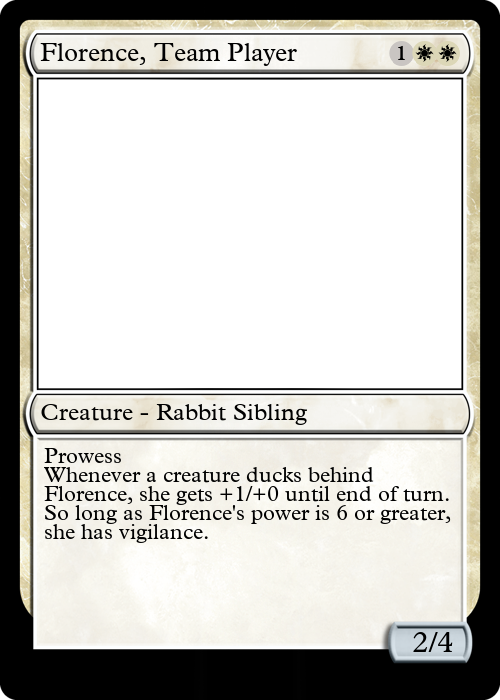 Florence, Team Player 1
Creature - Rabbit Sibling
Prowess
Whenever a creature ducks behind
Florence, she gets +1/+0 until end of turn.
So long as Florence's power is 6 or greater,
she has vigilance.
2/4